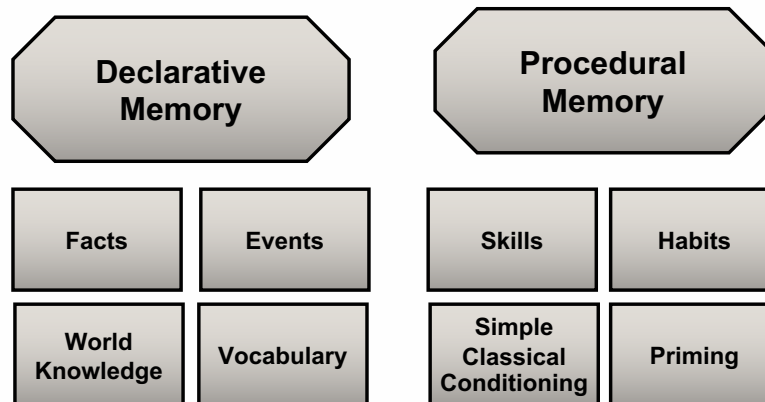 Declarative
Memory
Procedural
Memory
Facts
Events
Skills
Habits
World
Knowledge
Vocabulary
Simple
Classical
Conditioning
Priming